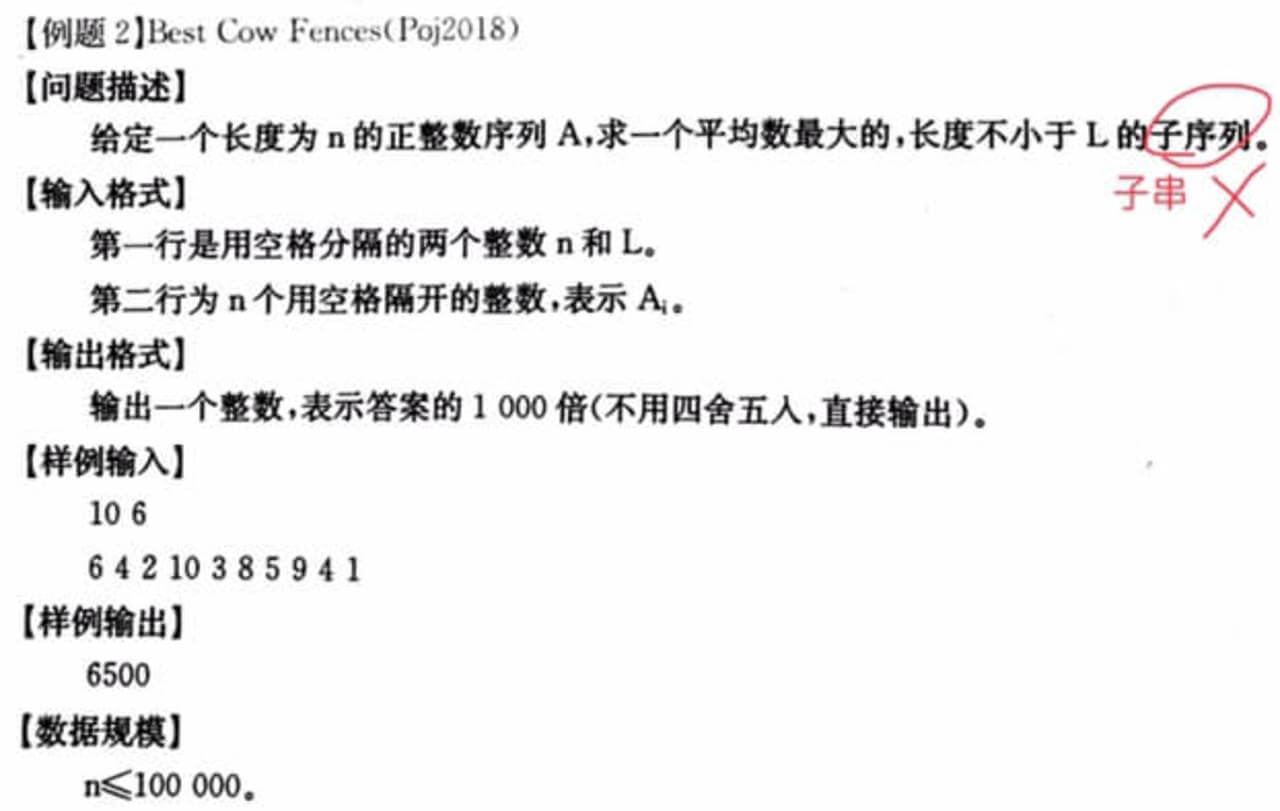 【例题 2】Best Cow Fences(Poj2018)
【问题描述】
给定一个长度为 n 的正整数序列 A,求一个平均数最大的,长度不小于 L 的子序列。
子串 ×
【输入格式】
第一行是用空格分隔的两个整数 n 和 L。
第二行为 n 个用空格隔开的整数,表示 Aᵢ。
【输出格式】
输出一个整数,表示答案的 1 000 倍(不用四舍五入,直接输出)。
【样例输入】
10 6
6 4 2 10 3 8 5 9 4 1
【样例输出】
6500
【数据规模】
n≤100 000。